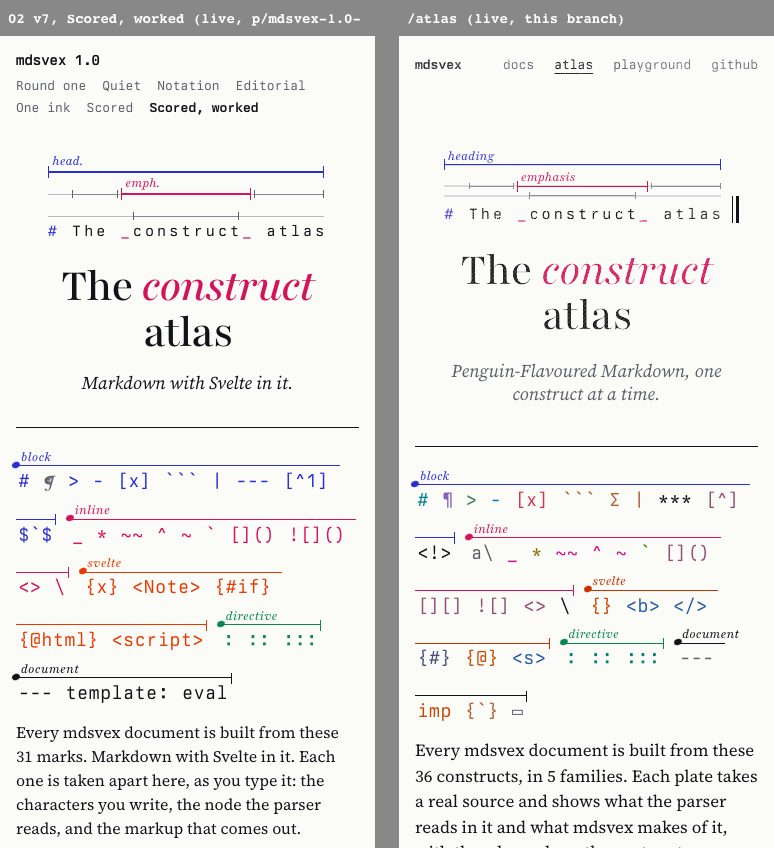 02 v7, Scored, worked (live, p/mdsvex-1.0-
mdsvex 1.0
Round one Quiet Notation Editorial
One ink Scored Scored, worked
head.
emph.
# The _construct_ atlas
The construct
atlas
Markdown with Svelte in it.
block
# ¶ > - [x] ``` | --- [^1]
inline
$`$ _ * ~~ ^ ~ ` []() ![]()
svelte
<> \ {x} <Note> {#if}
directive
{@html} <script> : :: :::
document
--- template: eval
Every mdsvex document is built from these
31 marks. Markdown with Svelte in it. Each
one is taken apart here, as you type it: the
characters you write, the node the parser
reads, and the markup that comes out.
/atlas (live, this branch)
mdsvex docs atlas playground github
heading
emphasis
# The _construct_ atlas
The construct
atlas
Penguin-Flavoured Markdown, one
construct at a time.
block
# ¶ > - [x] ``` Σ | *** [^]
inline
<!> a\ _ * ~~ ^ ~ ` []()
svelte
[][] ![] <> \ {} <b> </>
directive document
{#} {@} <s> : :: ::: ---
imp {`} ▭
Every mdsvex document is built from these
36 constructs, in 5 families. Each plate takes
a real source and shows what the parser
reads in it and what mdsvex makes of it,